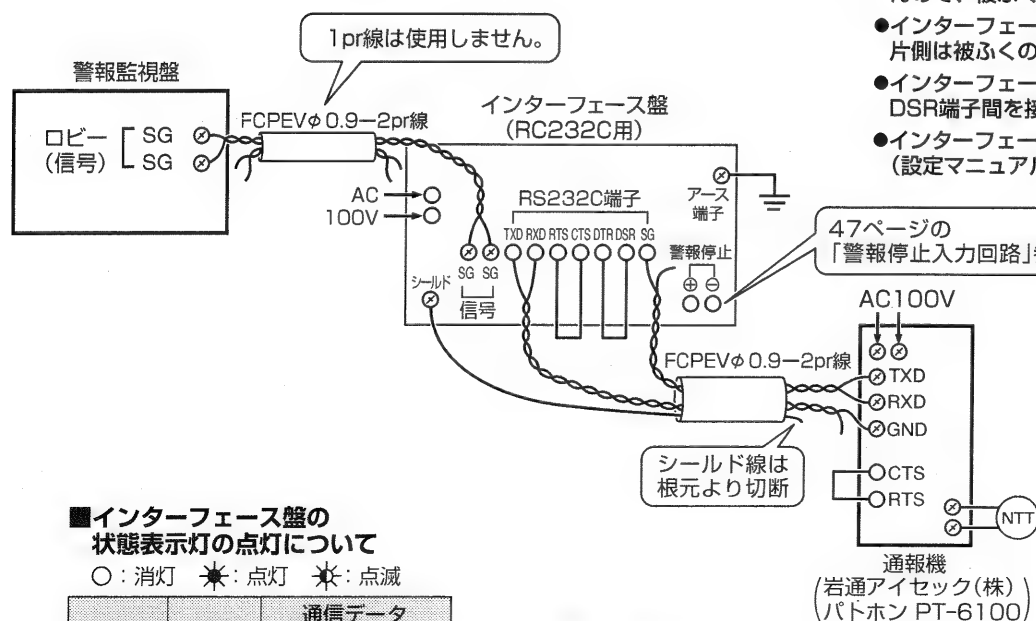 1pr線は使用しません。
●インターフェー
片側は被ふくの
●インターフェー
DSR端子間を接
●インターフェー
(設定マニュアル
警報監視盤
ロビー
(信号)
SG
SG
FCPEVφ0.9－2pr線
インターフェース盤
(RC232C用)
AC
100V
RS232C端子
TXD RXD RTS CTS DTR DSR SG
アース
端子
警報停止
⊕ ⊖
SG SG
信号
シールド
47ページの
「警報停止入力回路」
AC100V
FCPEVφ0.9－2pr線
TXD
RXD
GND
CTS
RTS
NTT
シールド線は
根元より切断
通報機
(岩通アイセック(株)
パトホン PT-6100)
■インターフェース盤の
状態表示灯の点灯について
○：消灯 ：点灯 ：点滅
通信データ